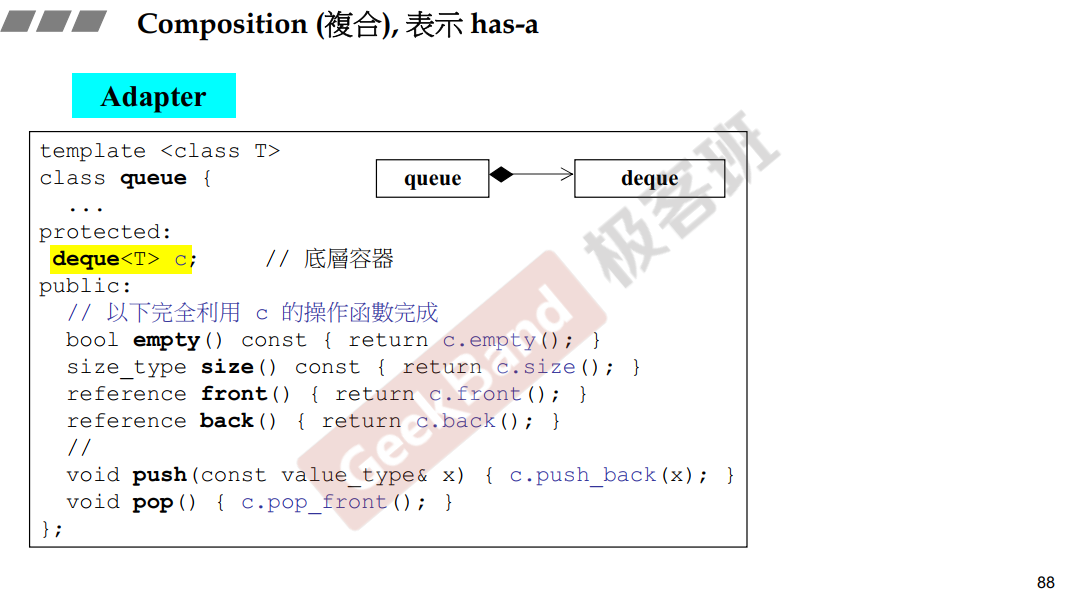 Composition (複合), 表示 has-a
Adapter
template <class T>
class queue {
...
protected:
deque<T> c; // 底層容器
public:
// 以下完全利用 c 的操作函數完成
bool empty() const { return c.empty(); }
size_type size() const { return c.size(); }
reference front() { return c.front(); }
reference back() { return c.back(); }
//
void push(const value_type& x) { c.push_back(x); }
void pop() { c.pop_front(); }
};
queue
deque
GeekBand 极客班
88